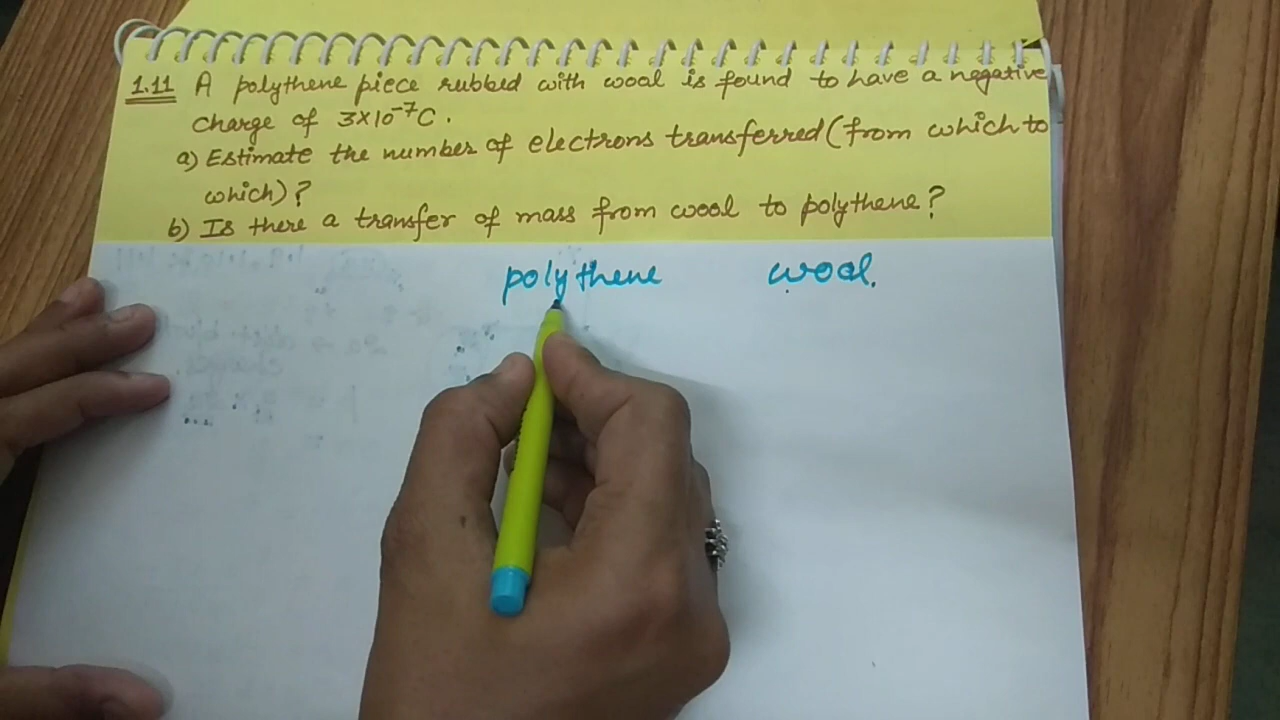 1.11 A polythene piece rubbed with wool is found to have a negative
charge of 3×10⁻⁷C.
a) Estimate the number of electrons transferred (from which to
which)?
b) Is there a transfer of mass from wool to polythene?
polythene wool.